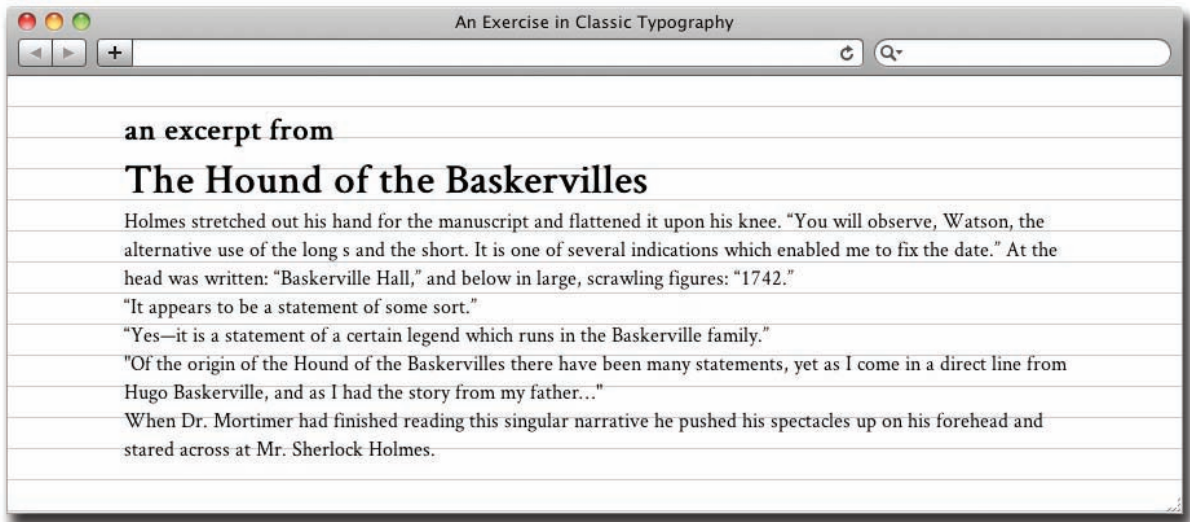 An Exercise in Classic Typography
an excerpt from
The Hound of the Baskervilles
Holmes stretched out his hand for the manuscript and flattened it upon his knee. “You will observe, Watson, the
alternative use of the long s and the short. It is one of several indications which enabled me to fix the date.” At the
head was written: “Baskerville Hall,” and below in large, scrawling figures: “1742.”
“It appears to be a statement of some sort.”
“Yes—it is a statement of a certain legend which runs in the Baskerville family.”
"Of the origin of the Hound of the Baskervilles there have been many statements, yet as I come in a direct line from
Hugo Baskerville, and as I had the story from my father…"
When Dr. Mortimer had finished reading this singular narrative he pushed his spectacles up on his forehead and
stared across at Mr. Sherlock Holmes.